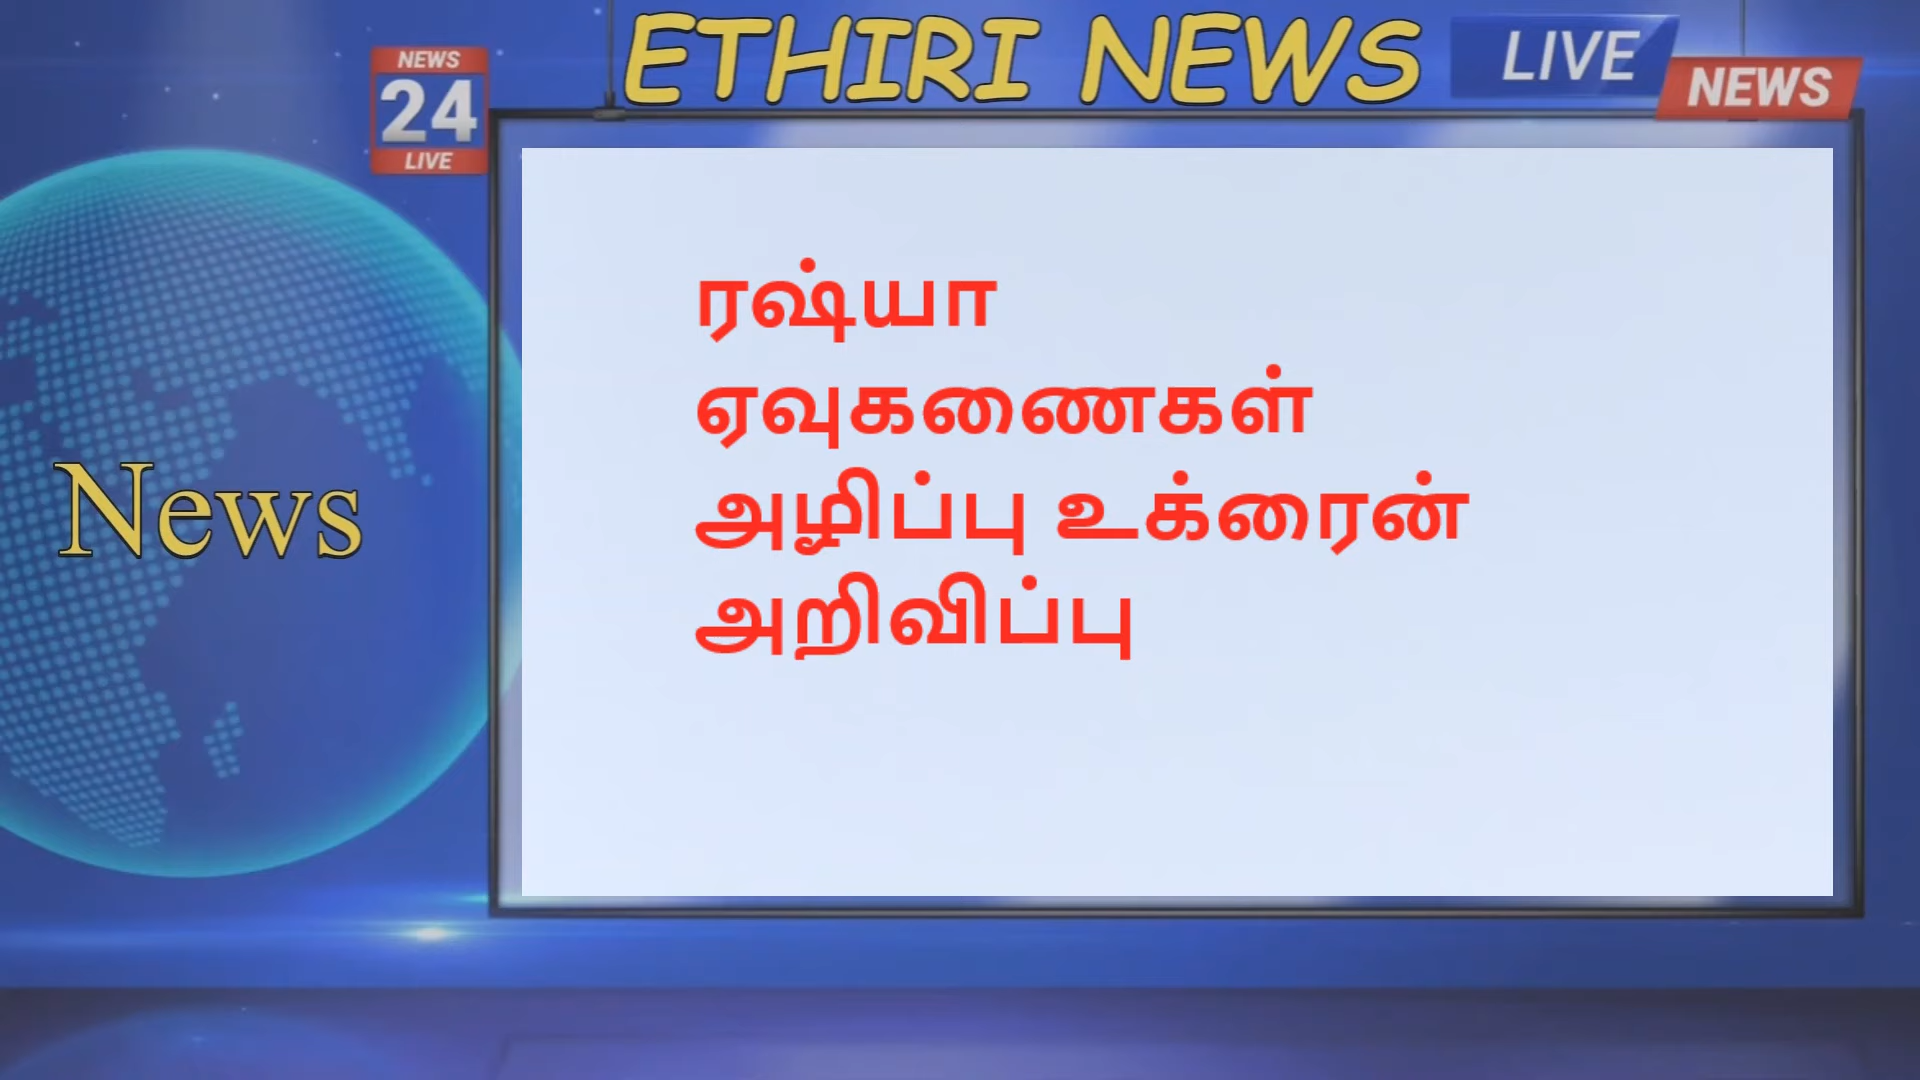 ETHIRI NEWS
LIVE
NEWS
NEWS
24
LIVE
News
ரஷ்யா
ஏவுகணைகள்
அழிப்பு உக்ரைன்
அறிவிப்பு